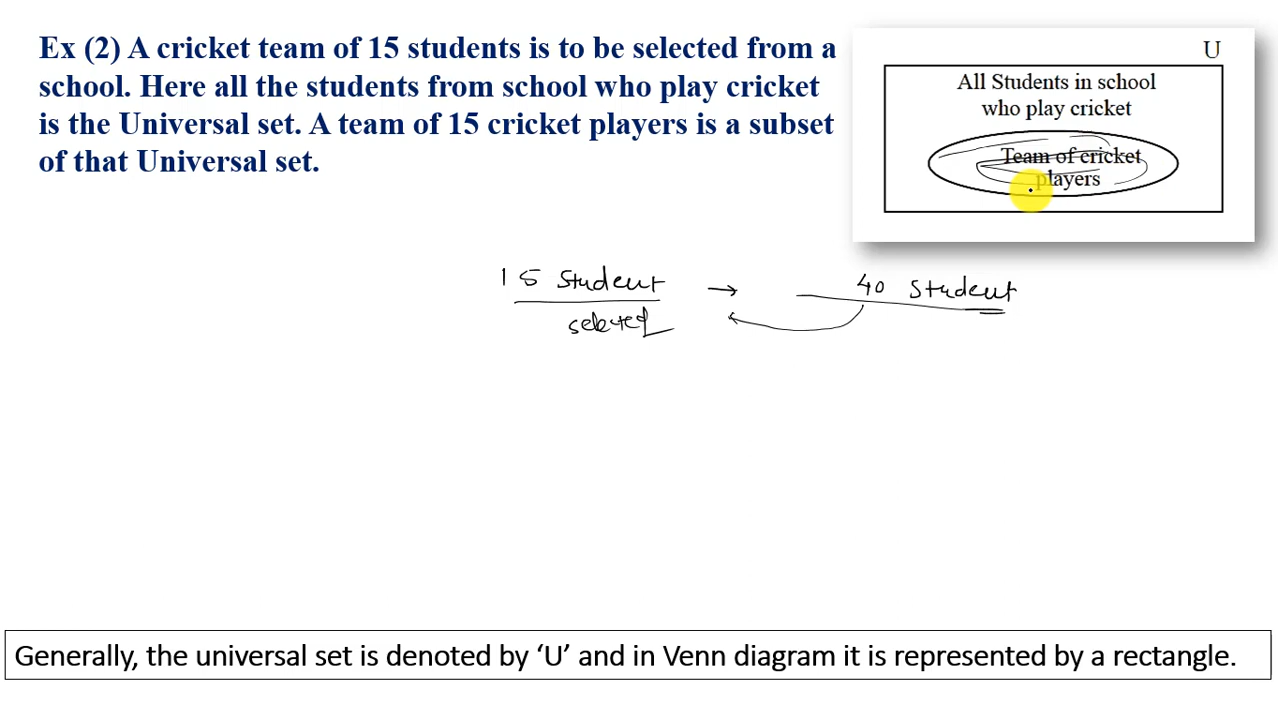 Ex (2) A cricket team of 15 students is to be selected from a
school. Here all the students from school who play cricket
is the Universal set. A team of 15 cricket players is a subset
of that Universal set.
U
All Students in school
who play cricket
Team of cricket
players
15 Student → 40 Student
selected
Generally, the universal set is denoted by ‘U’ and in Venn diagram it is represented by a rectangle.